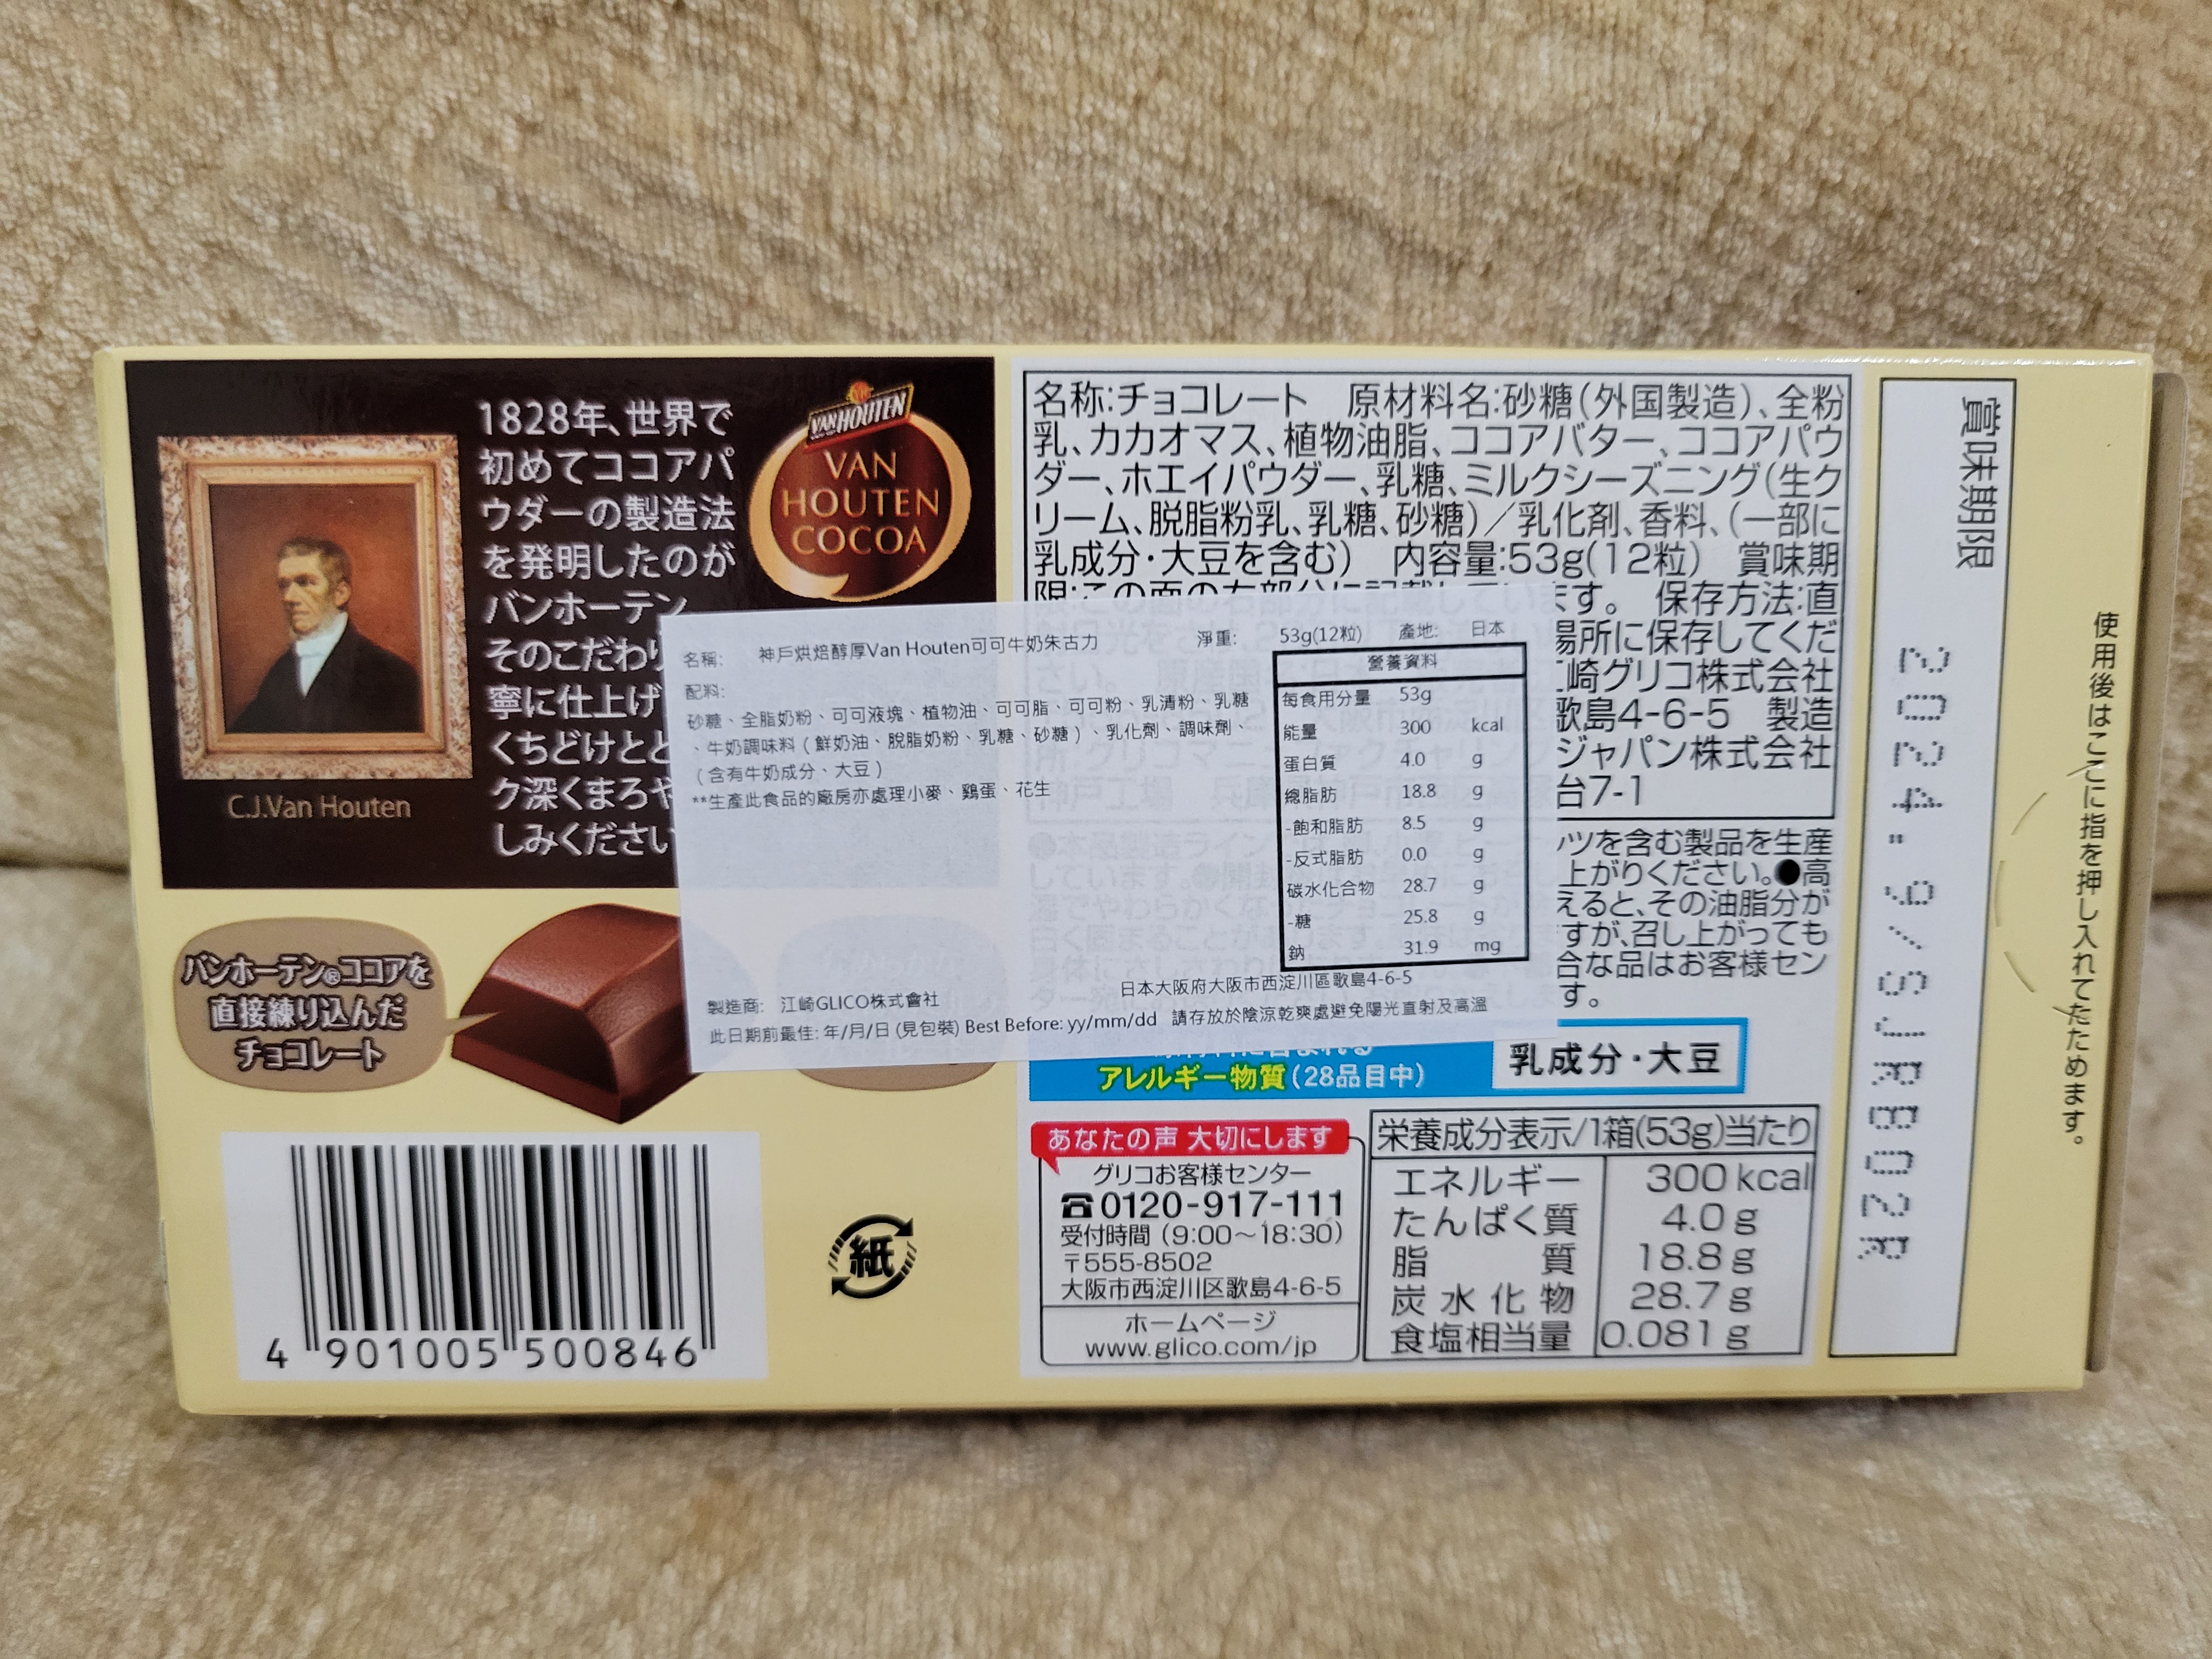 1828年、世界で
初めてココアパ
ウダーの製造法
を発明したのが
バンホーテン
そのこだわり
寧に仕上げ
くちどけとと
ク深くまろや
しみください
VAN HOUTEN
VAN
HOUTEN
COCOA
C.J.Van Houten
バンホーテン®ココアを
直接練り込んだ
チョコレート
4 901005 500846
紙
名称:チョコレート 原材料名:砂糖(外国製造)、全粉
乳、カカオマス、植物油脂、ココアバター、ココアパウ
ダー、ホエイパウダー、乳糖、ミルクシーズニング(生ク
リーム、脱脂粉乳、乳糖、砂糖)/乳化剤、香料、(一部に
乳成分・大豆を含む) 内容量:53g(12粒) 賞味期
限:この面の右部分に記載しています。 保存方法:直
場所に保存してくだ
崎グリコ株式会社
歌島4-6-5 製造
ジャパン株式会社
台7-1
ツを含む製品を生産
上がりください。●高
えると、その油脂分が
すが、召し上がっても
合な品はお客様セン
す。
名稱: 神戶烘焙醇厚Van Houten可可牛奶朱古力 淨重: 53g(12粒) 產地: 日本
配料:
砂糖、全脂奶粉、可可液塊、植物油、可可脂、可可粉、乳清粉、乳糖
、牛奶調味料(鮮奶油、脫脂奶粉、乳糖、砂糖)、乳化劑、調味劑、
(含有牛奶成分、大豆)
**生產此食品的廠房亦處理小麥、鷄蛋、花生
營養資料
每食用分量 53g
能量 300 kcal
蛋白質 4.0 g
總脂肪 18.8 g
-飽和脂肪 8.5 g
-反式脂肪 0.0 g
碳水化合物 28.7 g
-糖 25.8 g
鈉 31.9 mg
製造商: 江崎GLICO株式會社 日本大阪府大阪市西淀川區歌島4-6-5
此日期前最佳: 年/月/日 (見包裝) Best Before: yy/mm/dd 請存放於陰涼乾爽處避免陽光直射及高溫
アレルギー物質(28品目中)
乳成分・大豆
あなたの声 大切にします
グリコお客様センター
☎0120-917-111
受付時間(9:00~18:30)
〒555-8502
大阪市西淀川区歌島4-6-5
ホームページ
www.glico.com/jp
栄養成分表示/1箱(53g)当たり
エネルギー 300kcal
たんぱく質 4.0g
脂質 18.8g
炭水化物 28.7g
食塩相当量 0.081g
賞味期限
使用後はここに指を押し入れてたためます。